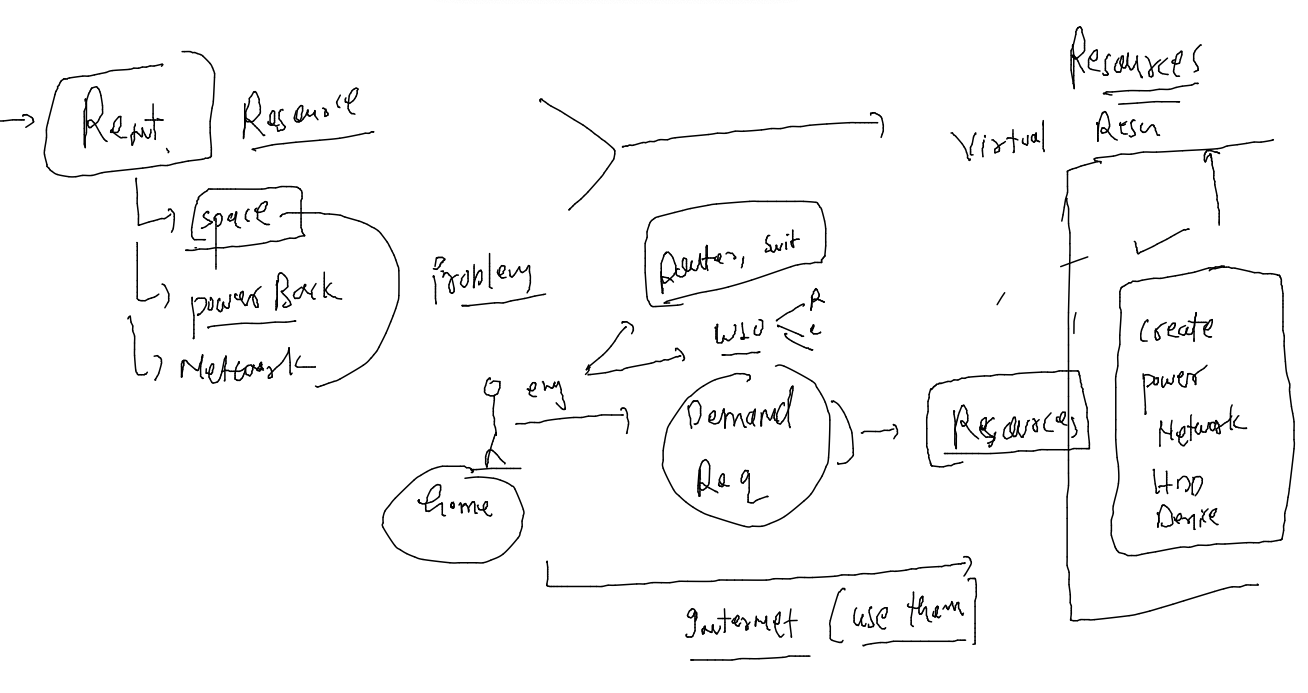 Rent. Resource
space
power Back
Network
Problem
Router, Swit
W10
R
eng
Demand
Req
home
Internet (use them)
Resources
Resources
Virtual Resu
Create
power
Network
HDD
Device